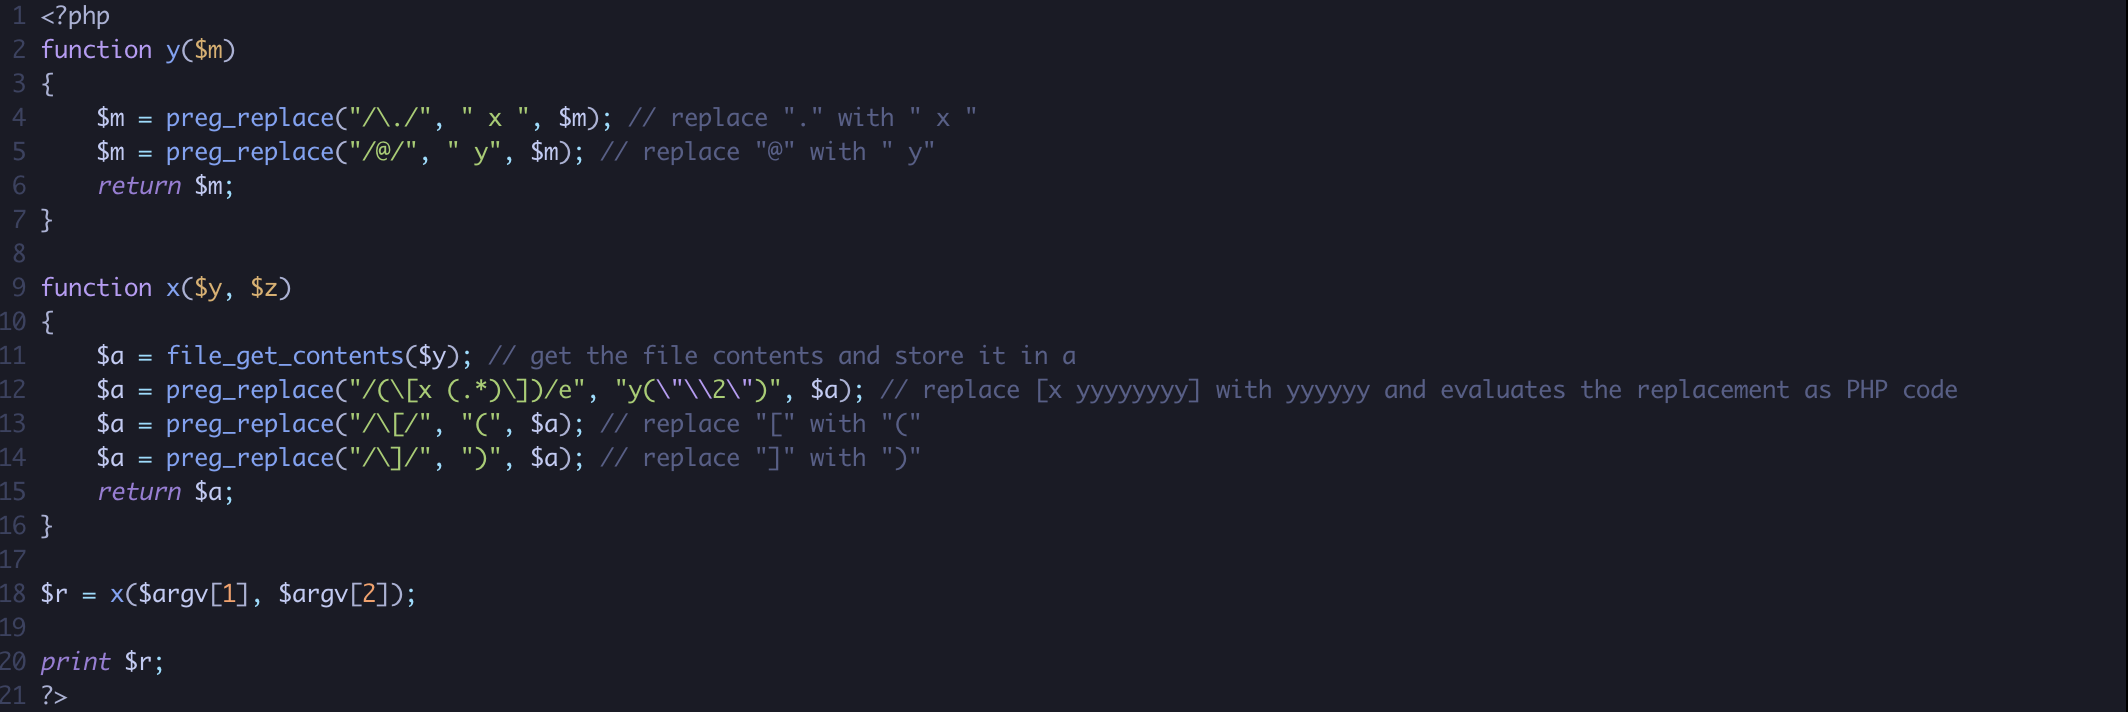 1 <?php
2 function y($m)
3 {
4     $m = preg_replace("/\./", " x ", $m); // replace "." with " x "
5     $m = preg_replace("/@/", " y", $m); // replace "@" with " y"
6     return $m;
7 }
8
9 function x($y, $z)
10 {
11     $a = file_get_contents($y); // get the file contents and store it in a
12     $a = preg_replace("/(\[x (.*)\])/e", "y(\"\\2\")", $a); // replace [x yyyyyyyy] with yyyyyy and evaluates the replacement as PHP code
13     $a = preg_replace("/\[/", "(", $a); // replace "[" with "("
14     $a = preg_replace("/\]/", ")", $a); // replace "]" with ")"
15     return $a;
16 }
17
18 $r = x($argv[1], $argv[2]);
19
20 print $r;
21 ?>